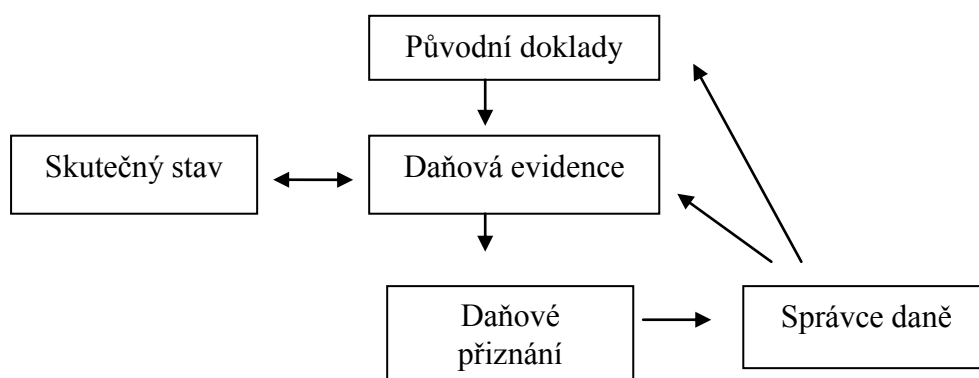 Původní doklady
Skutečný stav
Daňová evidence
Daňové
přiznání
Správce daně